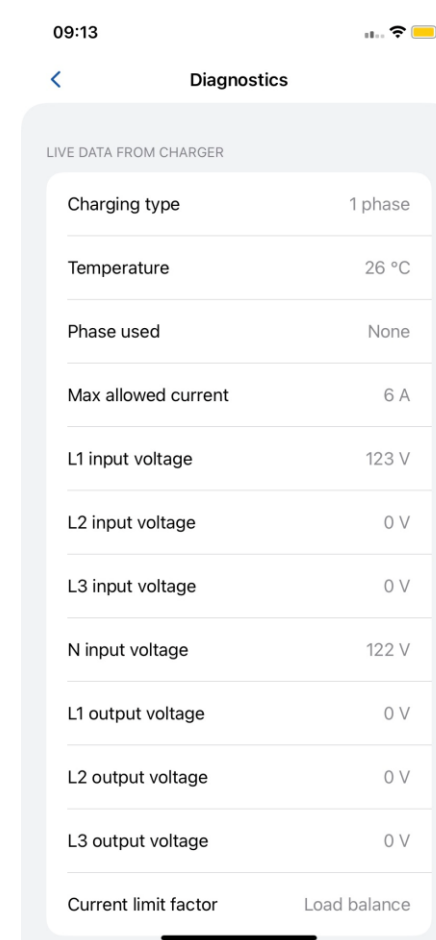 09:13
Diagnostics
LIVE DATA FROM CHARGER
Charging type 1 phase
Temperature 26 °C
Phase used None
Max allowed current 6 A
L1 input voltage 123 V
L2 input voltage 0 V
L3 input voltage 0 V
N input voltage 122 V
L1 output voltage 0 V
L2 output voltage 0 V
L3 output voltage 0 V
Current limit factor Load balance